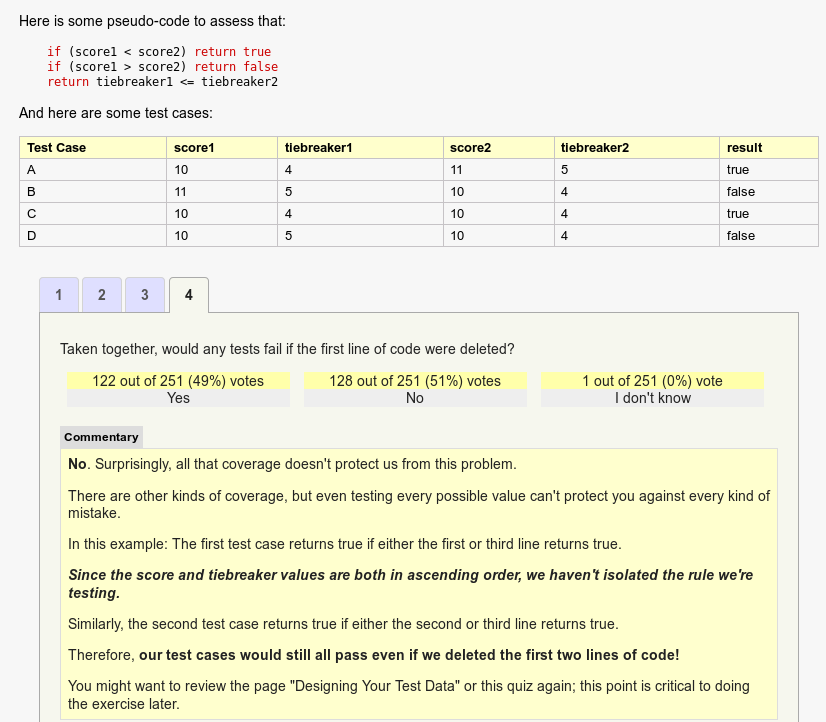 Here is some pseudo-code to assess that:
if (score1 < score2) return true
if (score1 > score2) return false
return tiebreaker1 <= tiebreaker2
And here are some test cases:
Test Case score1 tiebreaker1 score2 tiebreaker2 result
A 10 4 11 5 true
B 11 5 10 4 false
C 10 4 10 4 true
D 10 5 10 4 false
1 2 3 4
Taken together, would any tests fail if the first line of code were deleted?
122 out of 251 (49%) votes 128 out of 251 (51%) votes 1 out of 251 (0%) vote
Yes No I don't know
Commentary
No. Surprisingly, all that coverage doesn't protect us from this problem.
There are other kinds of coverage, but even testing every possible value can't protect you against every kind of
mistake.
In this example: The first test case returns true if either the first or third line returns true.
Since the score and tiebreaker values are both in ascending order, we haven't isolated the rule we're
testing.
Similarly, the second test case returns true if either the second or third line returns true.
Therefore, our test cases would still all pass even if we deleted the first two lines of code!
You might want to review the page "Designing Your Test Data" or this quiz again; this point is critical to doing
the exercise later.